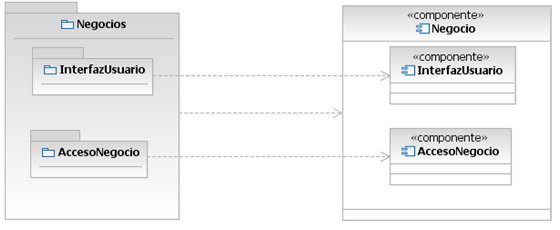 Negocios
InterfazUsuario
AccesoNegocio
«componente»
Negocio
«componente»
InterfazUsuario
«componente»
AccesoNegocio